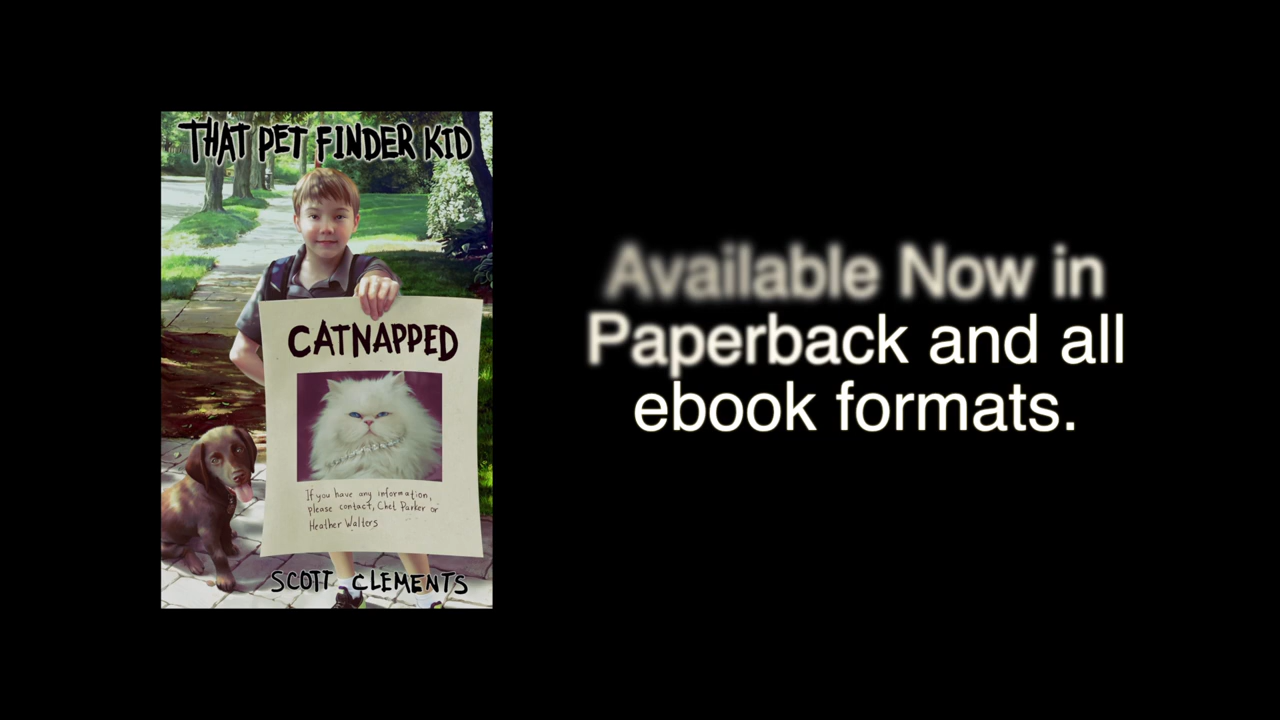 THAT PET FINDER KID
CATNAPPED
If you have any information,
please contact, Chet Parker or
Heather Walters
SCOTT CLEMENTS
Available Now in
Paperback and all
ebook formats.